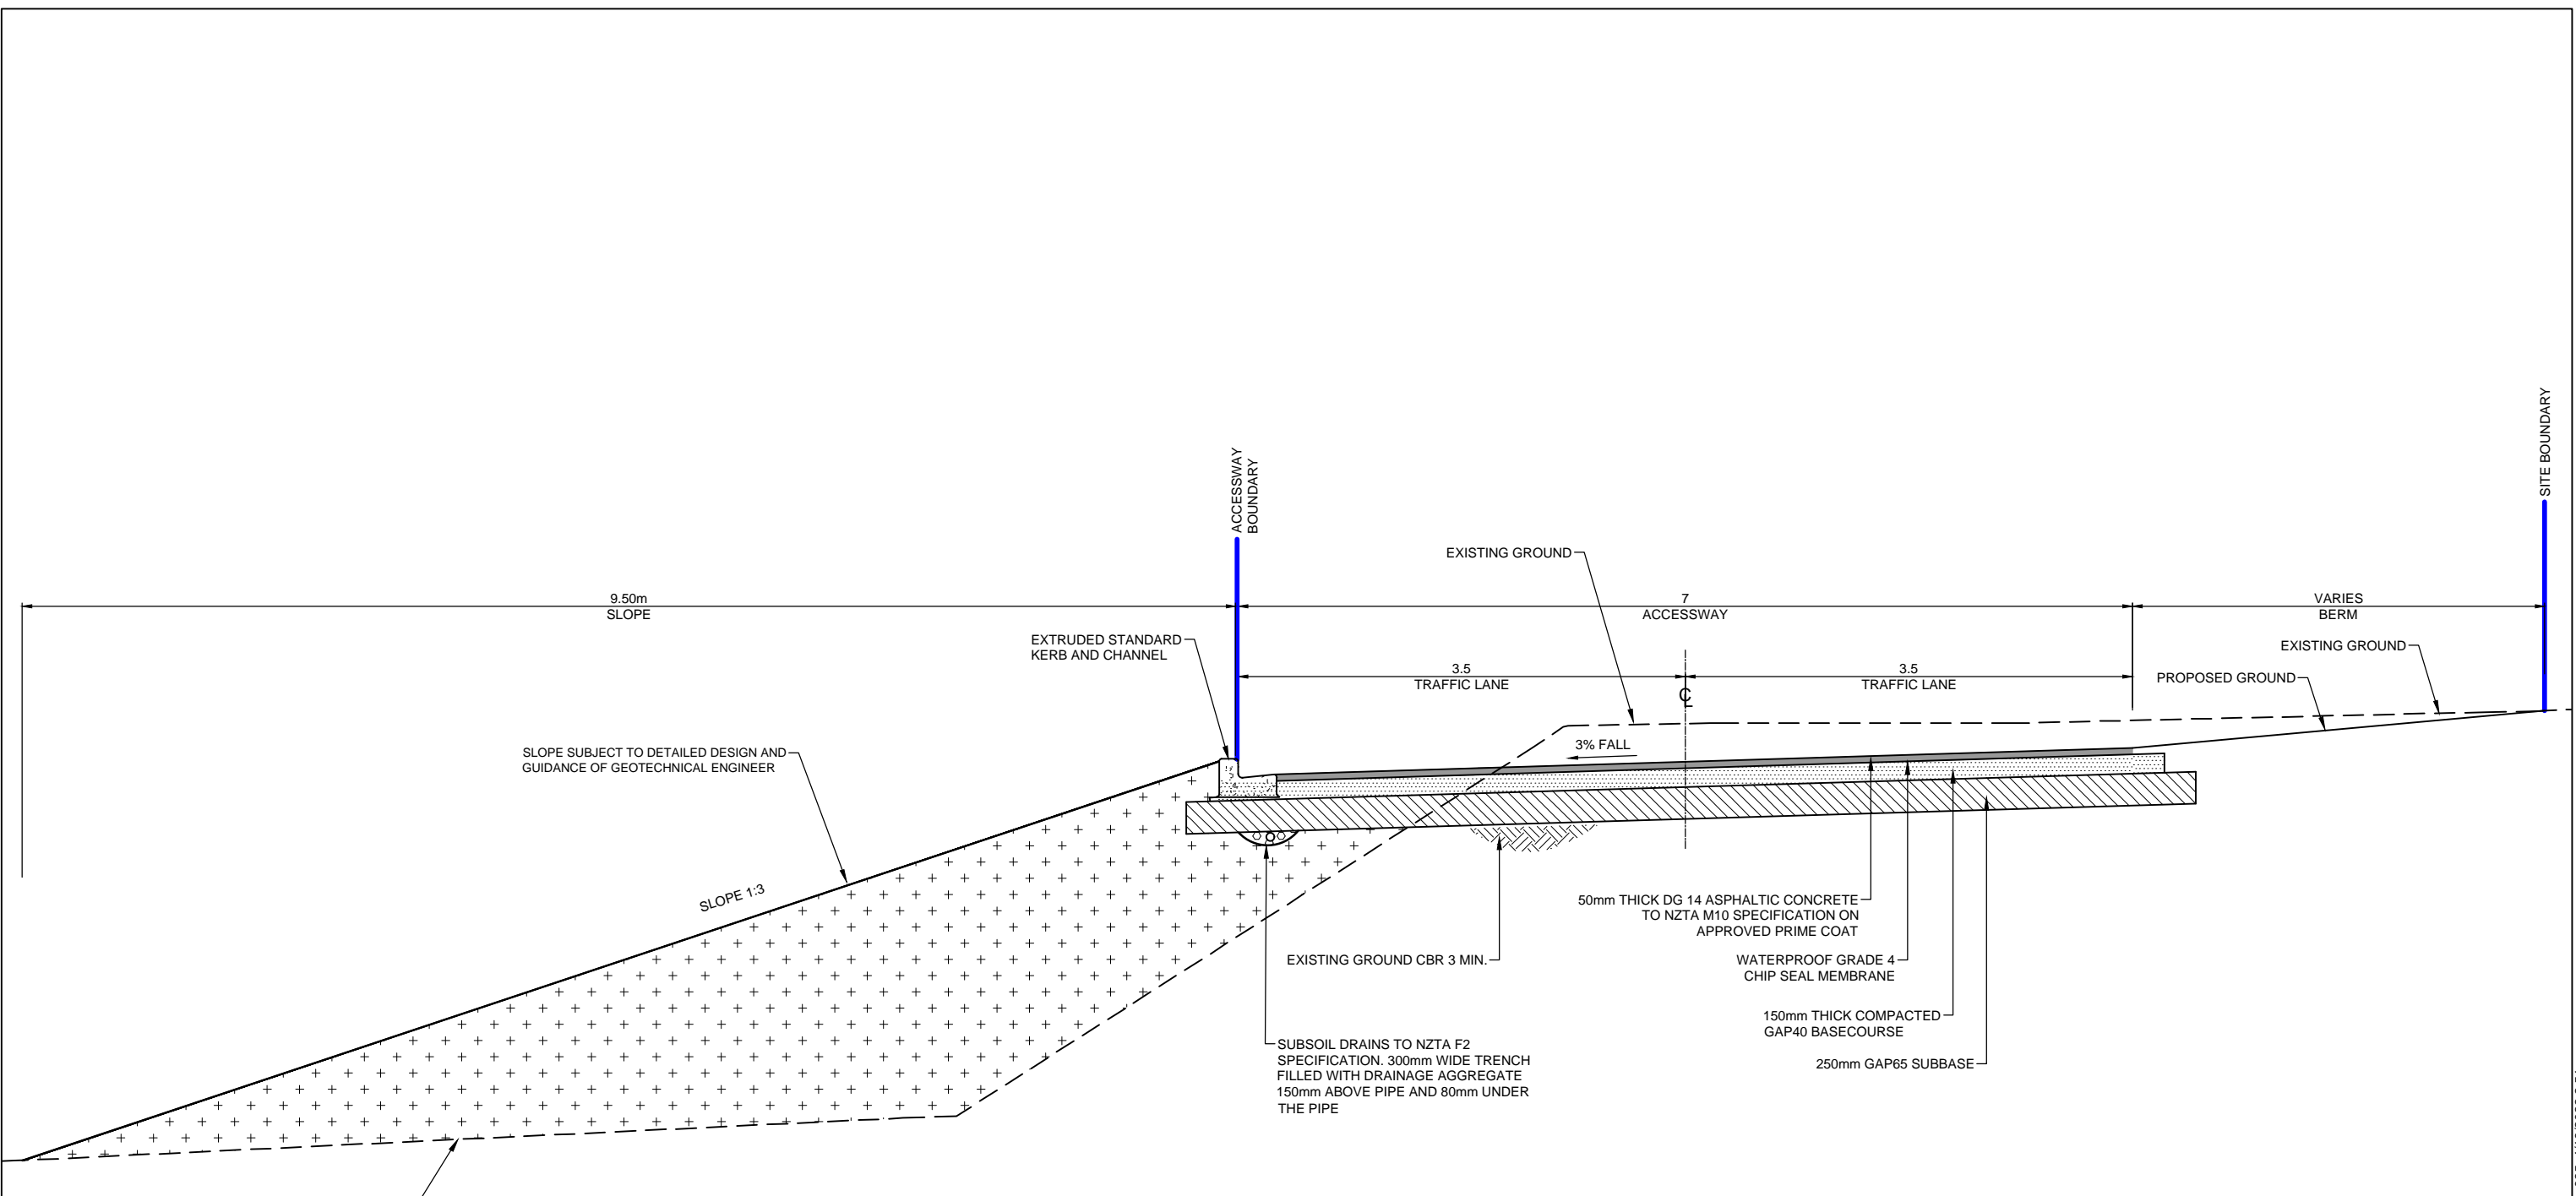 ACCESSWAY
BOUNDARY
SITE BOUNDARY
EXISTING GROUND
9.50m
SLOPE
7
ACCESSWAY
VARIES
BERM
EXTRUDED STANDARD
KERB AND CHANNEL
3.5
TRAFFIC LANE
3.5
TRAFFIC LANE
EXISTING GROUND
PROPOSED GROUND
CL
SLOPE SUBJECT TO DETAILED DESIGN AND
GUIDANCE OF GEOTECHNICAL ENGINEER
3% FALL
SLOPE 1:3
50mm THICK DG 14 ASPHALTIC CONCRETE
TO NZTA M10 SPECIFICATION ON
APPROVED PRIME COAT
EXISTING GROUND CBR 3 MIN.
WATERPROOF GRADE 4
CHIP SEAL MEMBRANE
150mm THICK COMPACTED
GAP40 BASECOURSE
SUBSOIL DRAINS TO NZTA F2
SPECIFICATION. 300mm WIDE TRENCH
FILLED WITH DRAINAGE AGGREGATE
150mm ABOVE PIPE AND 80mm UNDER
THE PIPE
250mm GAP65 SUBBASE